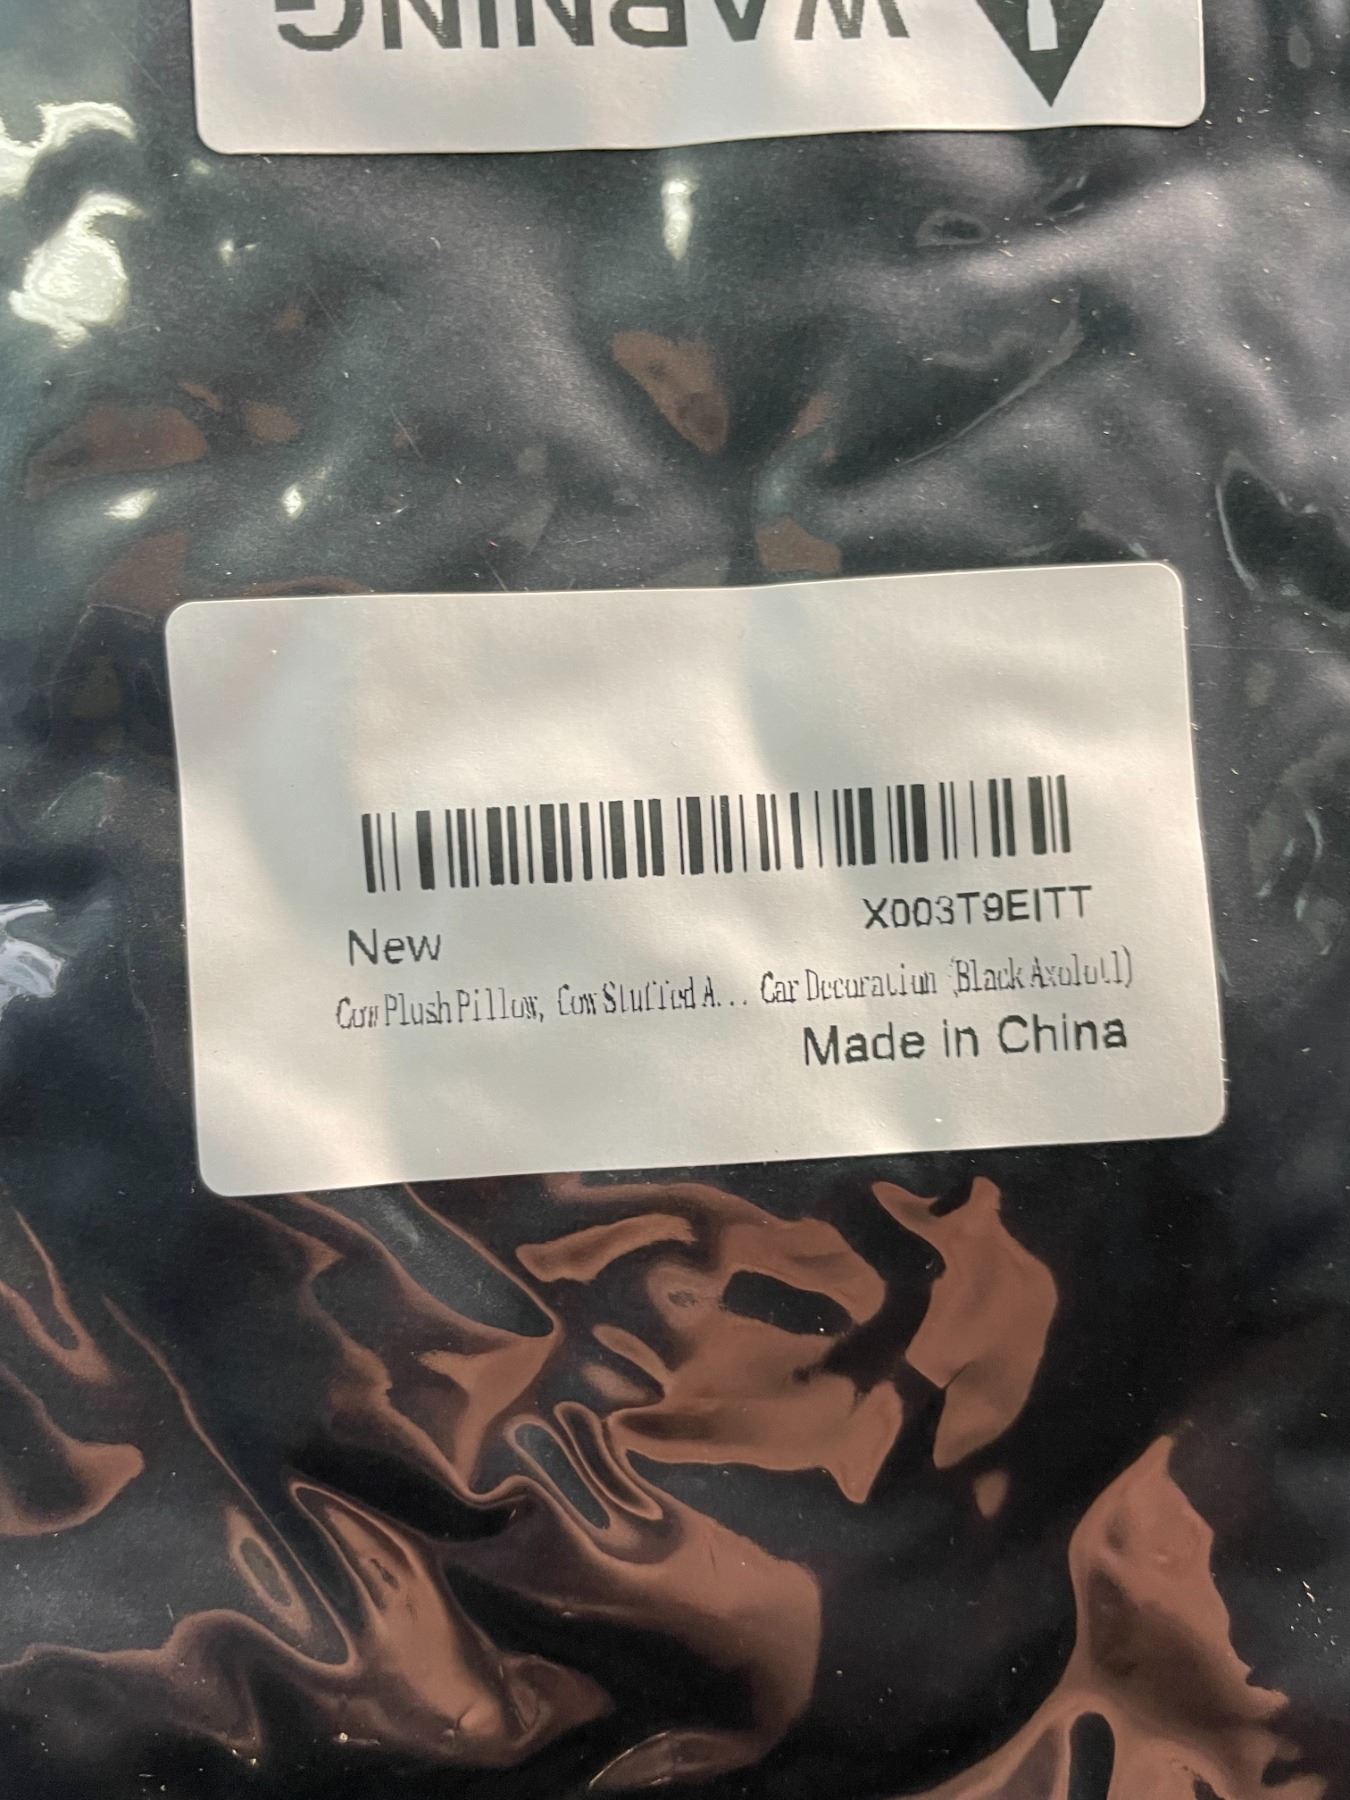 WARNING
X003T9EITT
New
Cow Plush Pillow, Cow Stuffed A... Car Decoration (Black Axolotl)
Made in China